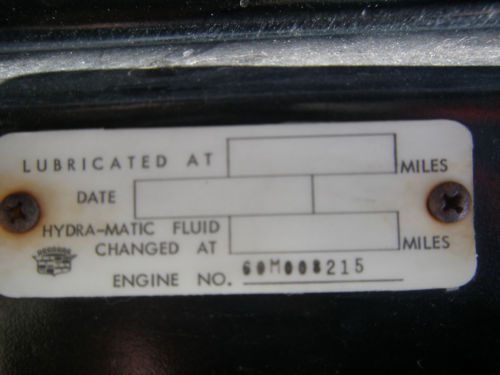 LUBRICATED AT MILES
DATE
HYDRA-MATIC FLUID
CHANGED AT MILES
ENGINE NO. 60M008215